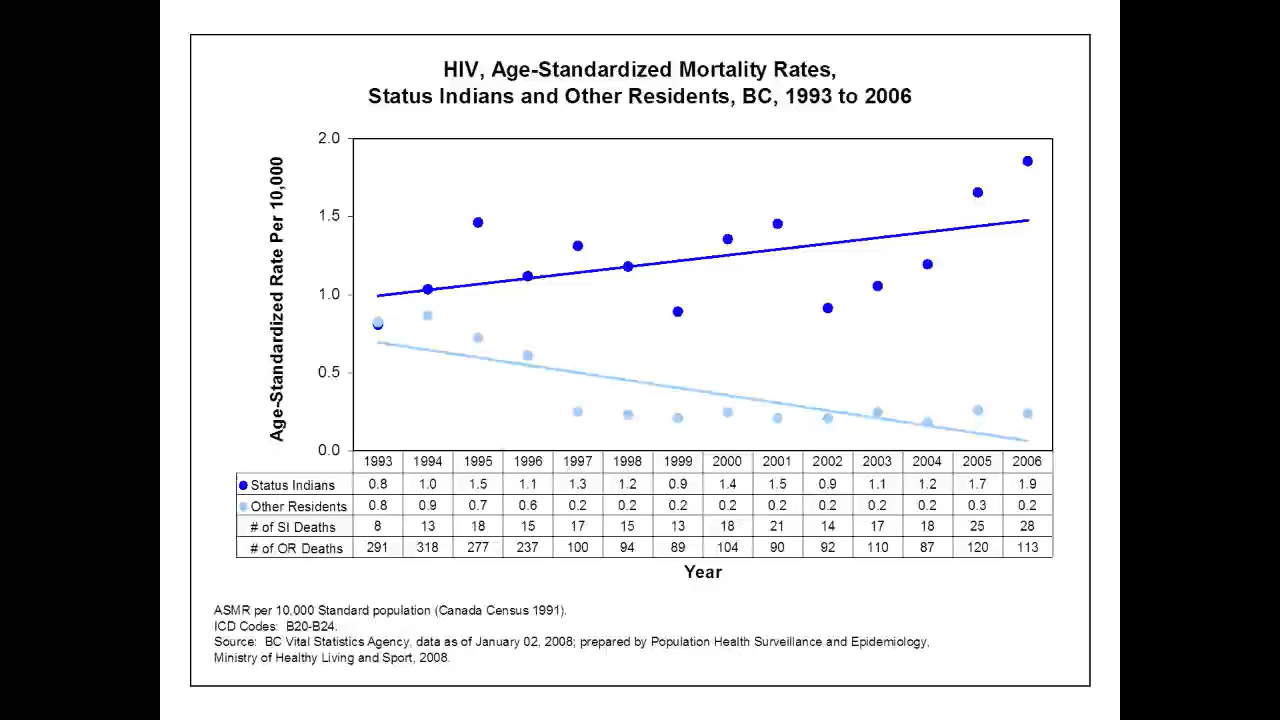 HIV, Age-Standardized Mortality Rates,
Status Indians and Other Residents, BC, 1993 to 2006
Age-Standardized Rate Per 10,000
2.0
1.5
1.0
0.5
0.0
1993 1994 1995 1996 1997 1998 1999 2000 2001 2002 2003 2004 2005 2006
Status Indians 0.8 1.0 1.5 1.1 1.3 1.2 0.9 1.4 1.5 0.9 1.1 1.2 1.7 1.9
Other Residents 0.8 0.9 0.7 0.6 0.2 0.2 0.2 0.2 0.2 0.2 0.2 0.2 0.3 0.2
# of SI Deaths 8 13 18 15 17 15 13 18 21 14 17 18 25 28
# of OR Deaths 291 318 277 237 100 94 89 104 90 92 110 87 120 113
Year
ASMR per 10,000 Standard population (Canada Census 1991).
ICD Codes: B20-B24.
Source: BC Vital Statistics Agency, data as of January 02, 2008; prepared by Population Health Surveillance and Epidemiology,
Ministry of Healthy Living and Sport, 2008.